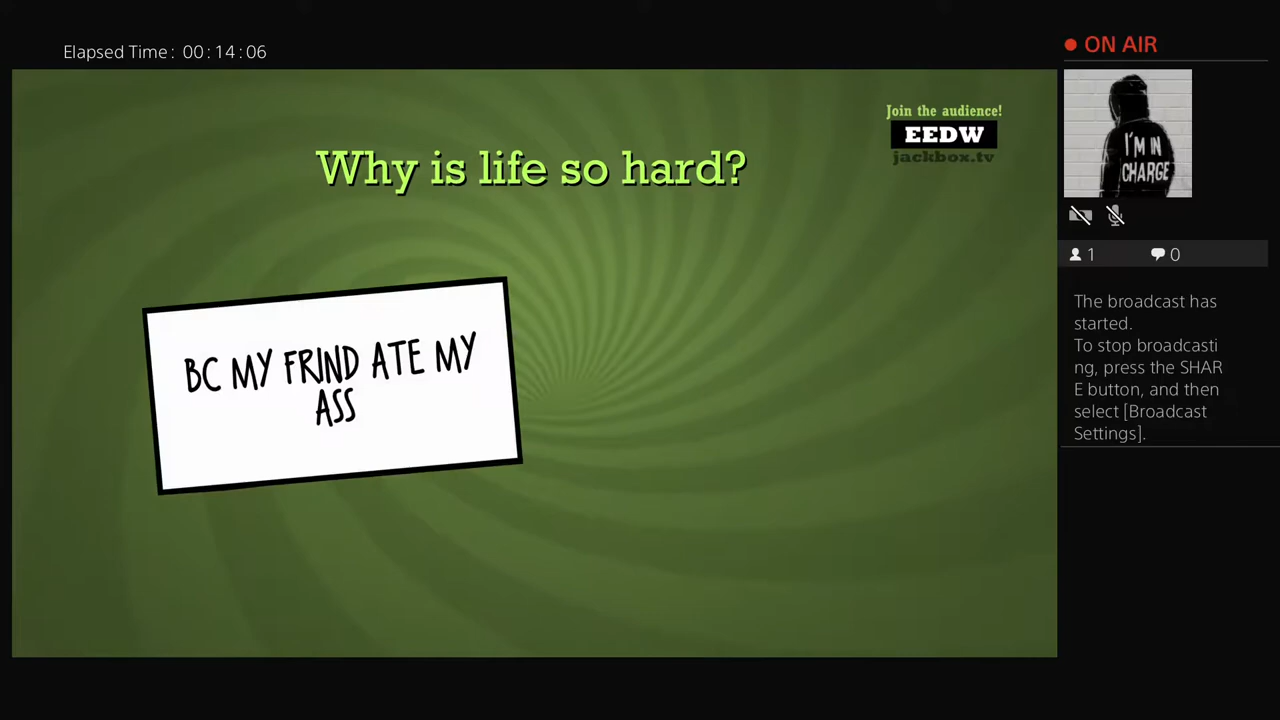 Elapsed Time: 00:14:06
ON AIR
Join the audience!
EEDW
jackbox.tv
Why is life so hard?
I'M IN
CHARGE
1
0
BC MY FRIND ATE MY
ASS
The broadcast has
started.
To stop broadcasti
ng, press the SHAR
E button, and then
select [Broadcast
Settings].